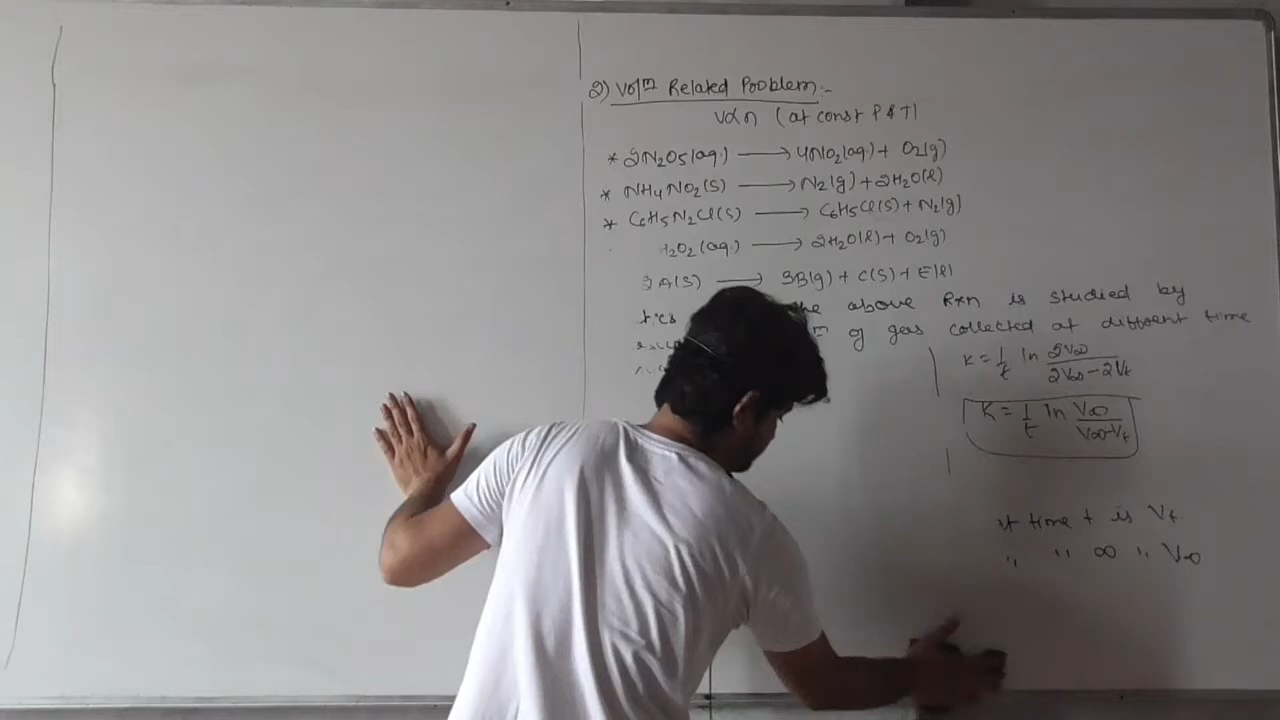 2) Volm Related Problem:-
V∝n (at const P & T)
* 2N2O5(aq.) ⟶ 4NO2(aq.) + O2(g)
* NH4NO2(s) ⟶ N2(g) + 2H2O(l)
* C6H5N2Cl(s) ⟶ C6H5Cl(s) + N2(g)
H2O2(aq.) ⟶ 2H2O(l) + O2(g)
A(s) ⟶ 3B(g) + C(s) + E(l)
the above Rxn is studied by
of gas collected at different time
K = 1/t ln 2V∞/2V∞-2Vt
K = 1/t ln V∞/V∞-Vt
at time t is Vt
,, ,, ∞ ,, V∞